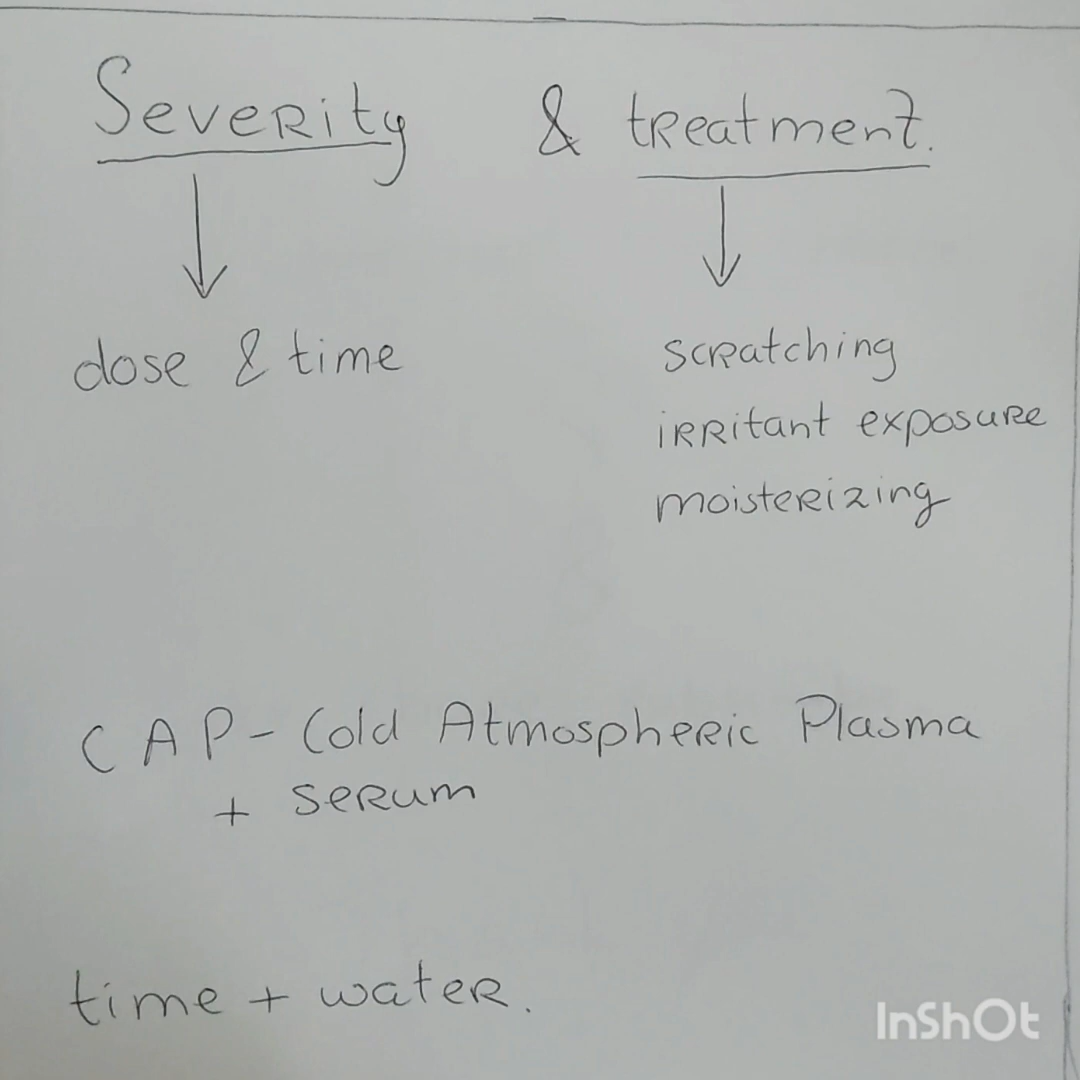 Severity & treatment.
dose & time
scratching
irritant exposure
moisterizing
CAP - Cold Atmospheric Plasma
+ serum
time + water.
InShOt